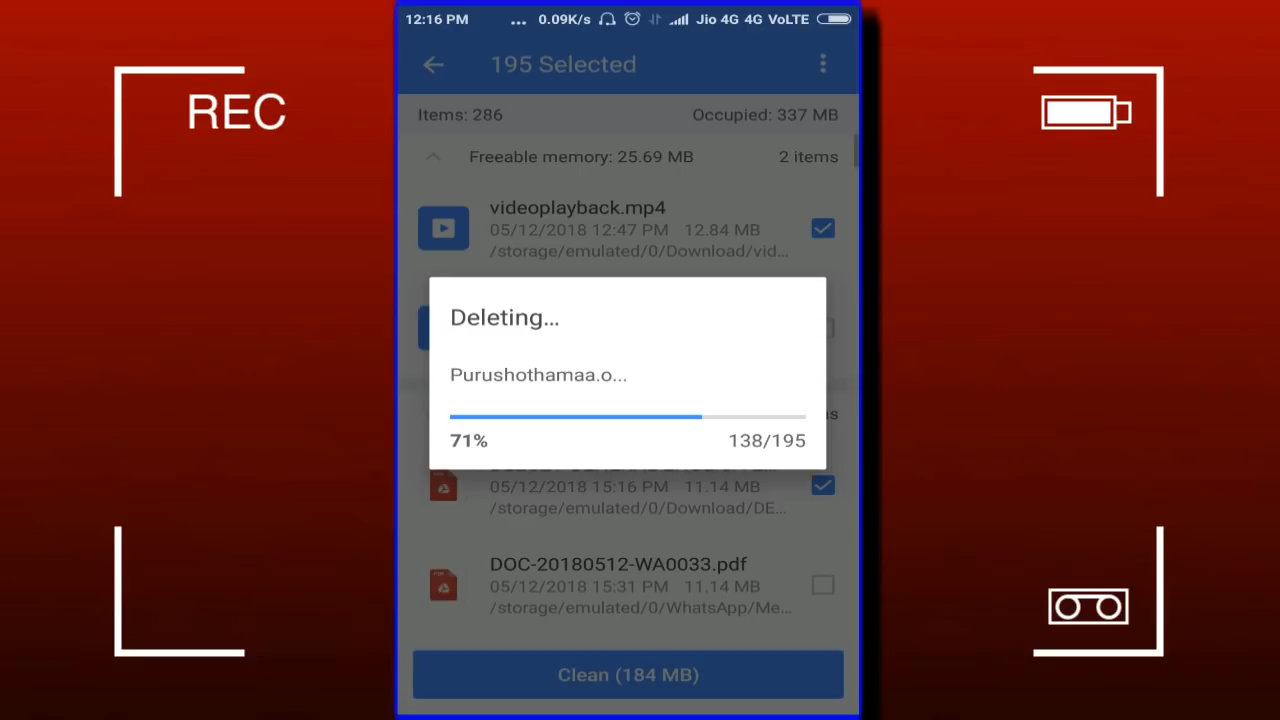 12:16 PM ... 0.09K/s Jio 4G 4G VoLTE
REC
195 Selected
Items: 286 Occupied: 337 MB
Freeable memory: 25.69 MB 2 items
videoplayback.mp4
05/12/2018 12:47 PM 12.84 MB
/storage/emulated/0/Download/vid...
Deleting...
Purushothamaa.o...
71% 138/195
05/12/2018 15:16 PM 11.14 MB
/storage/emulated/0/Download/DE...
DOC-20180512-WA0033.pdf
05/12/2018 15:31 PM 11.14 MB
/storage/emulated/0/WhatsApp/Me...
Clean (184 MB)